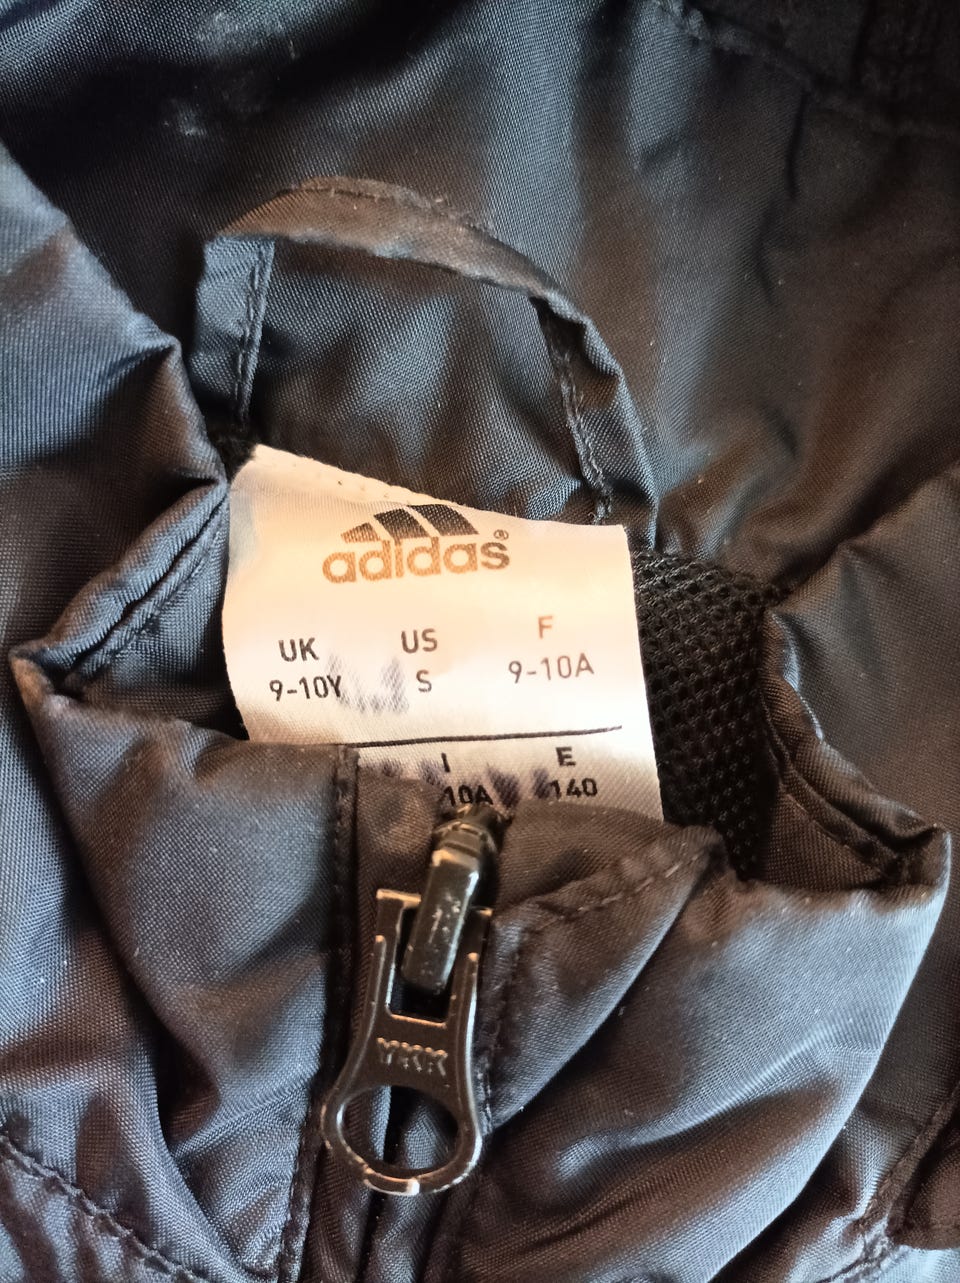 adidas®
UK US F
9-10Y S 9-10A
I E
10A 140
YKK